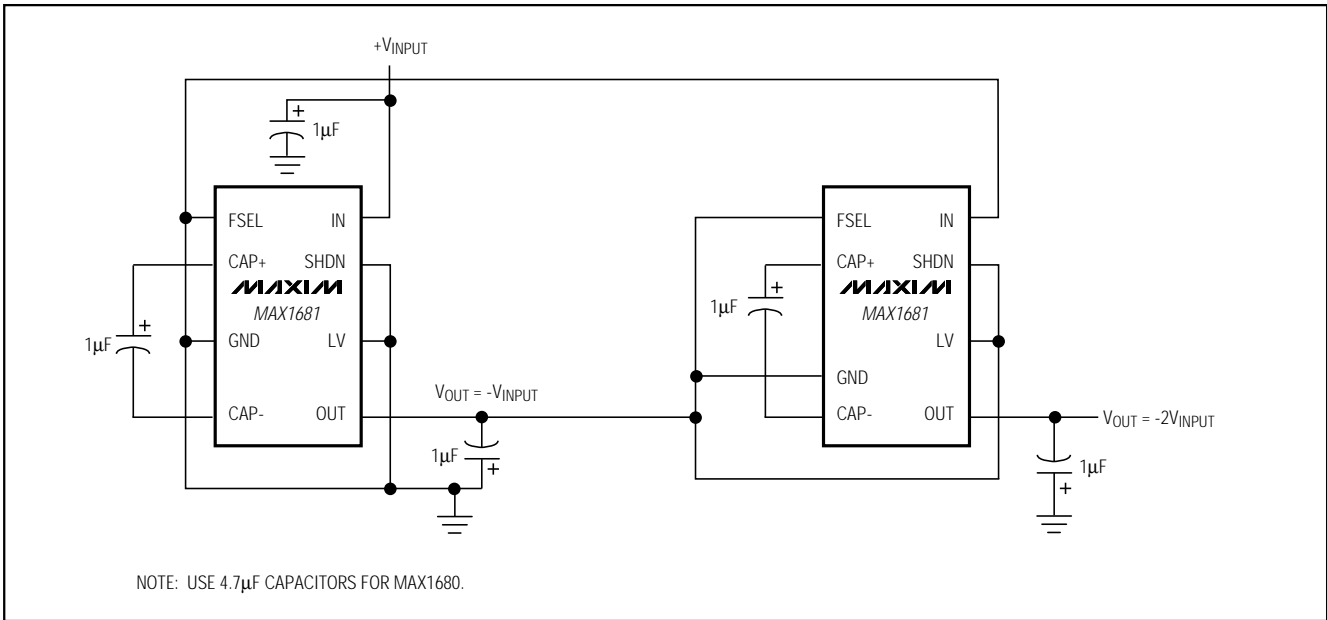 +VINPUT
+
1µF
FSEL IN
CAP+ SHDN
MAXIM
MAX1681
GND LV
CAP- OUT
+
1µF
VOUT = -VINPUT
1µF
+
FSEL IN
CAP+ SHDN
MAXIM
MAX1681
LV
GND
CAP- OUT
+
1µF
VOUT = -2VINPUT
1µF
+
NOTE: USE 4.7µF CAPACITORS FOR MAX1680.